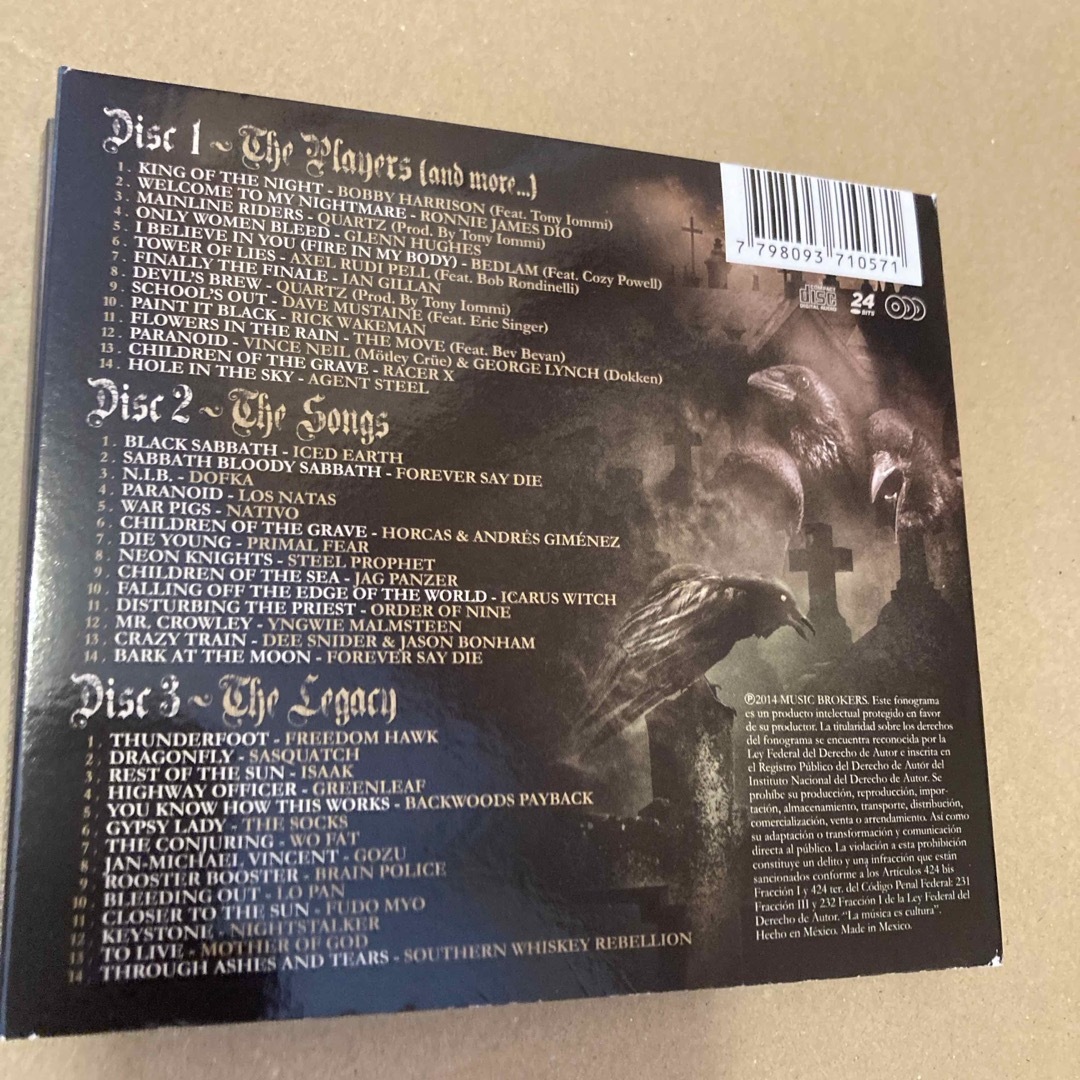 Disc 1 ~ The Players (and more...)
1. KING OF THE NIGHT - BOBBY HARRISON (Feat. Tony Iommi)
2. WELCOME TO MY NIGHTMARE - RONNIE JAMES DIO
3. MAINLINE RIDERS - QUARTZ (Prod. By Tony Iommi)
4. ONLY WOMEN BLEED - GLENN HUGHES
5. I BELIEVE IN YOU (FIRE IN MY BODY) - BEDLAM (Feat. Cozy Powell)
6. TOWER OF LIES - AXEL RUDI PELL (Feat. Bob Rondinelli)
7. FINALLY THE FINALE - IAN GILLAN
8. DEVIL'S BREW - QUARTZ (Prod. By Tony Iommi)
9. SCHOOL'S OUT - DAVE MUSTAINE (Feat. Eric Singer)
10. PAINT IT BLACK - RICK WAKEMAN
11. FLOWERS IN THE RAIN - THE MOVE (Feat. Bev Bevan)
12. PARANOID - VINCE NEIL (Mötley Crüe) & GEORGE LYNCH (Dokken)
13. CHILDREN OF THE GRAVE - RACER X
14. HOLE IN THE SKY - AGENT STEEL
7 798093 710571
COMPACT
disc
DIGITAL AUDIO
24
BITS
Disc 2 ~ The Songs
1. BLACK SABBATH - ICED EARTH
2. SABBATH BLOODY SABBATH - FOREVER SAY DIE
3. N.I.B. - DOFKA
4. PARANOID - LOS NATAS
5. WAR PIGS - NATIVO
6. CHILDREN OF THE GRAVE - HORCAS & ANDRÉS GIMÉNEZ
7. DIE YOUNG - PRIMAL FEAR
8. NEON KNIGHTS - STEEL PROPHET
9. CHILDREN OF THE SEA - JAG PANZER
10. FALLING OFF THE EDGE OF THE WORLD - ICARUS WITCH
11. DISTURBING THE PRIEST - ORDER OF NINE
12. MR. CROWLEY - YNGWIE MALMSTEEN
13. CRAZY TRAIN - DEE SNIDER & JASON BONHAM
14. BARK AT THE MOON - FOREVER SAY DIE
Disc 3 ~ The Legacy
1. THUNDERFOOT - FREEDOM HAWK
2. DRAGONFLY - SASQUATCH
3. REST OF THE SUN - ISAAK
4. HIGHWAY OFFICER - GREENLEAF
5. YOU KNOW HOW THIS WORKS - BACKWOODS PAYBACK
6. GYPSY LADY - THE SOCKS
7. THE CONJURING - WO FAT
8. JAN-MICHAEL VINCENT - GOZU
9. ROOSTER BOOSTER - BRAIN POLICE
10. BLEEDING OUT - LO PAN
11. CLOSER TO THE SUN - FUDO MYO
12. KEYSTONE - NIGHTSTALKER
13. TO LIVE - MOTHER OF GOD
14. THROUGH ASHES AND TEARS - SOUTHERN WHISKEY REBELLION
℗2014 MUSIC BROKERS. Este fonograma
es un producto intelectual protegido en favor
de su productor. La titularidad sobre los derechos
del fonograma se encuentra reconocida por la
Ley Federal del Derecho de Autor e inscrita en
el Registro Público del Derecho de Autor del
Instituto Nacional del Derecho de Autor. Se
prohíbe su producción, reproducción, impor-
tación, almacenamiento, transporte, distribución,
comercialización, venta o arrendamiento. Así como
su adaptación o transformación y comunicación
directa al público. La violación a esta prohibición
constituye un delito y una infracción que están
sancionados conforme a los Artículos 424 bis
Fracción I y 424 ter. del Código Penal Federal: 231
Fracción III y 232 Fracción I de la Ley Federal del
Derecho de Autor. "La música es cultura".
Hecho en México. Made in Mexico.